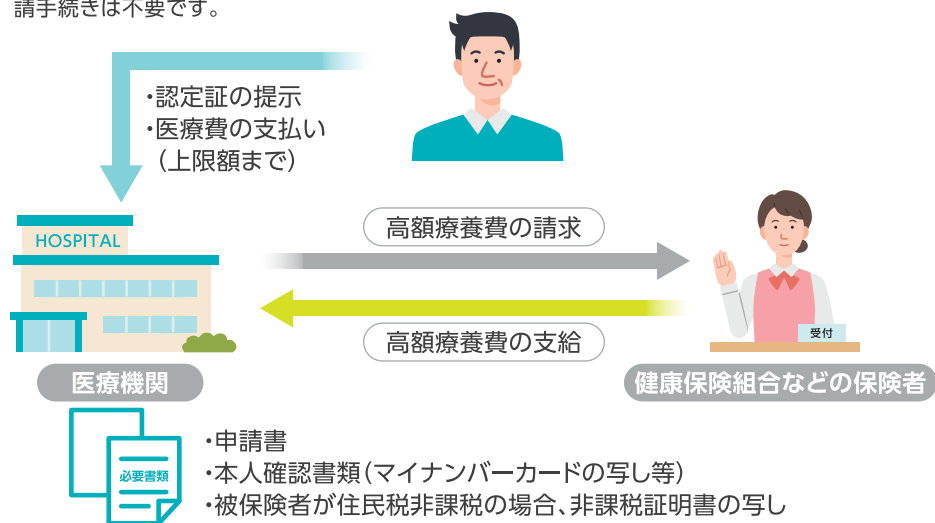 請手続きは不要です。
・認定証の提示
・医療費の支払い
（上限額まで）
HOSPITAL
高額療養費の請求
高額療養費の支給
受付
医療機関
健康保険組合などの保険者
必要書類
・申請書
・本人確認書類（マイナンバーカードの写し等）
・被保険者が住民税非課税の場合、非課税証明書の写し